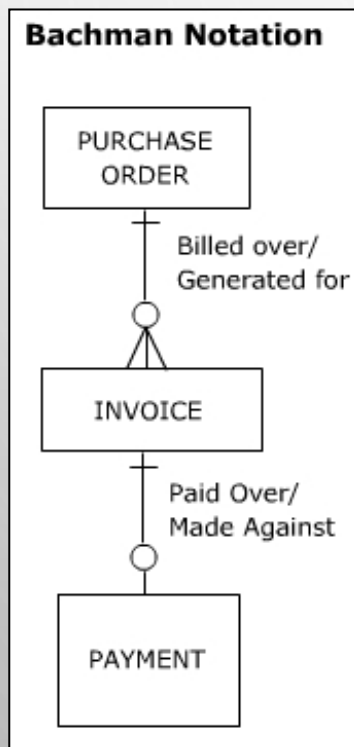 Bachman Notation
PURCHASE
ORDER
Billed over/
Generated for
INVOICE
Paid Over/
Made Against
PAYMENT